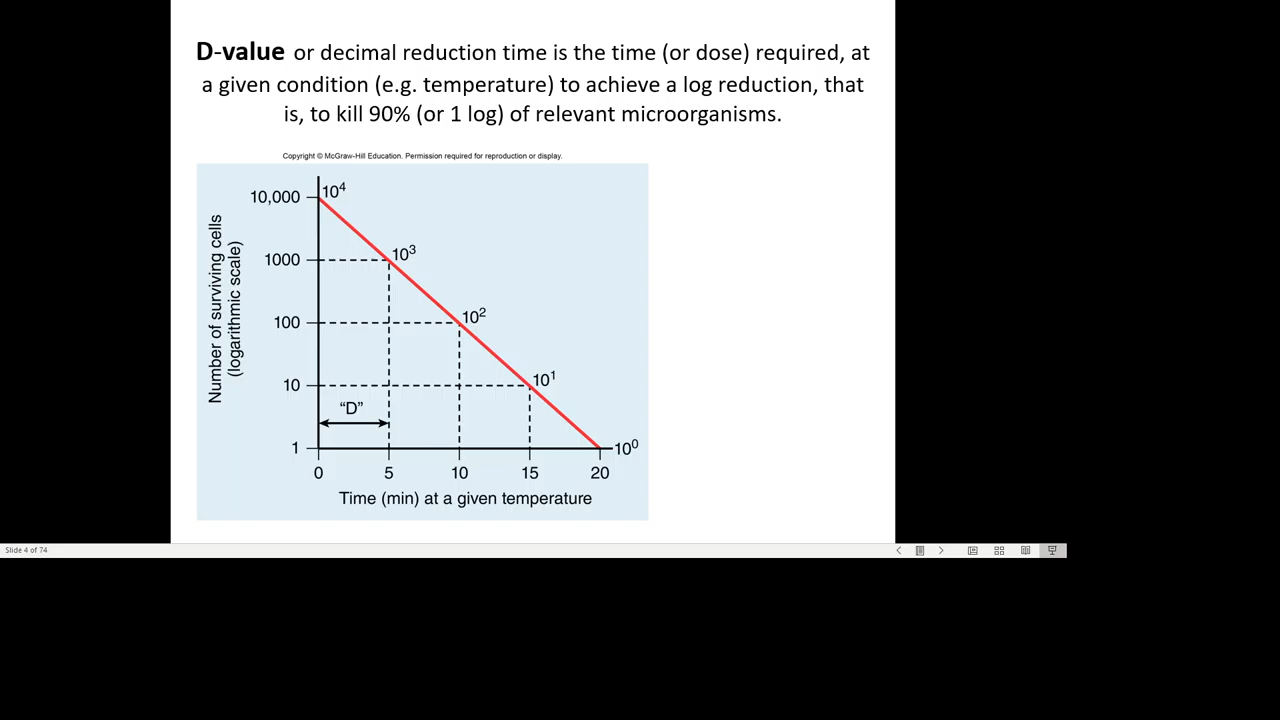 D-value or decimal reduction time is the time (or dose) required, at
a given condition (e.g. temperature) to achieve a log reduction, that
is, to kill 90% (or 1 log) of relevant microorganisms.
Copyright © McGraw-Hill Education. Permission required for reproduction or display.
Number of surviving cells
(logarithmic scale)
10,000
10⁴
1000
10³
100
10²
10
10¹
"D"
1
10⁰
0 5 10 15 20
Time (min) at a given temperature
Slide 4 of 74